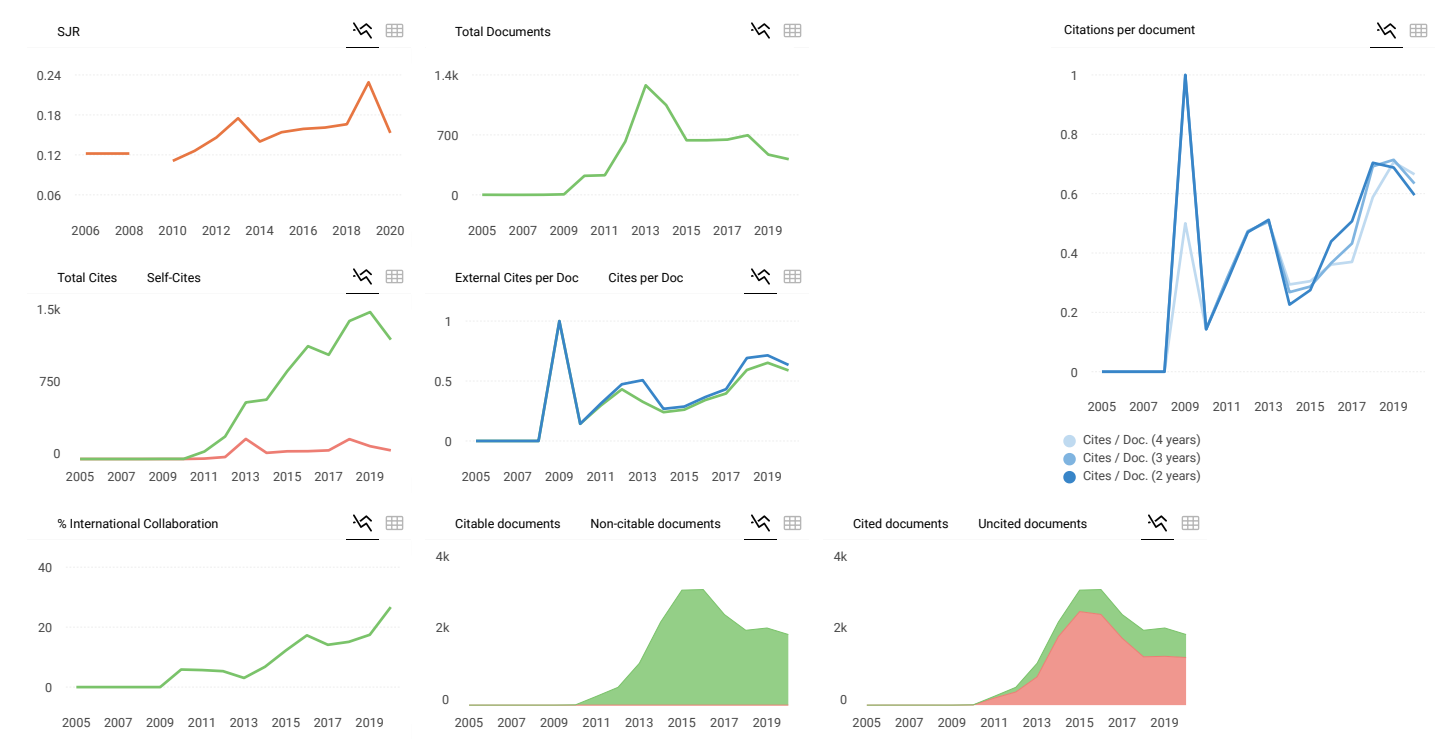 SJR
0.24
0.18
0.12
0.06
2006 2008 2010 2012 2014 2016 2018 2020
Total Documents
1.4k
700
0
2005 2007 2009 2011 2013 2015 2017 2019
Citations per document
1
0.8
0.6
0.4
0.2
0
2005 2007 2009 2011 2013 2015 2017 2019
Cites / Doc. (4 years)
Cites / Doc. (3 years)
Cites / Doc. (2 years)
Total Cites Self-Cites
1.5k
750
0
2005 2007 2009 2011 2013 2015 2017 2019
External Cites per Doc Cites per Doc
1
0.5
0
2005 2007 2009 2011 2013 2015 2017 2019
% International Collaboration
40
20
0
2005 2007 2009 2011 2013 2015 2017 2019
Citable documents Non-citable documents
4k
2k
0
2005 2007 2009 2011 2013 2015 2017 2019
Cited documents Uncited documents
4k
2k
0
2005 2007 2009 2011 2013 2015 2017 2019